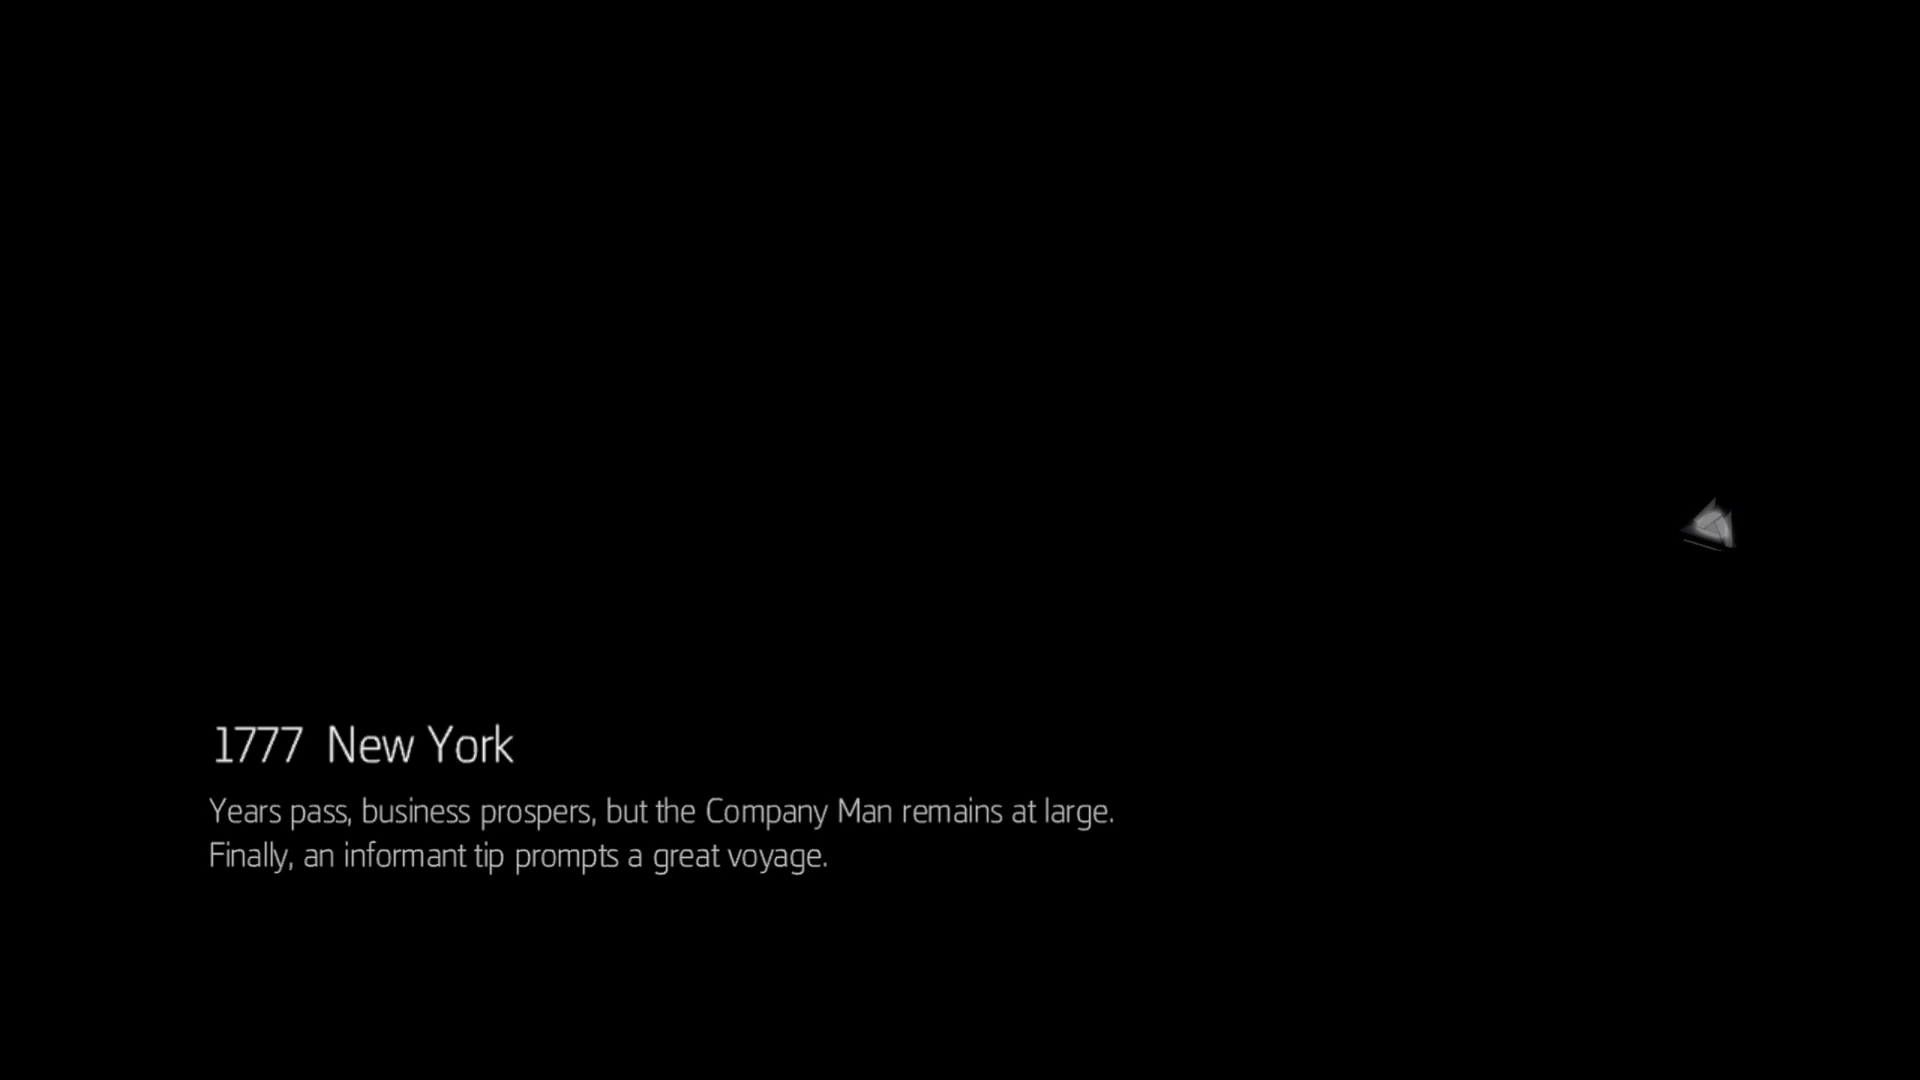 1777 New York
Years pass, business prospers, but the Company Man remains at large.
Finally, an informant tip prompts a great voyage.